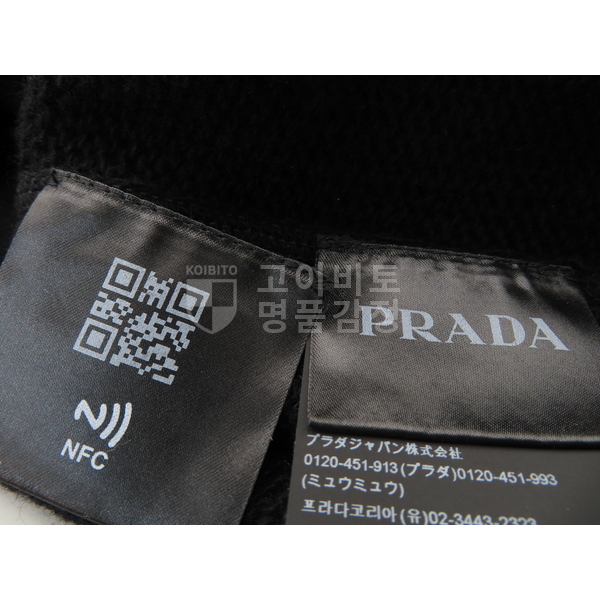 KOIBITO
고이비토
명품감정
NFC
PRADA
プラダジャパン株式会社
0120-451-913(プラダ)0120-451-993
(ミュウミュウ)
프라다코리아(유)02-3443-2323